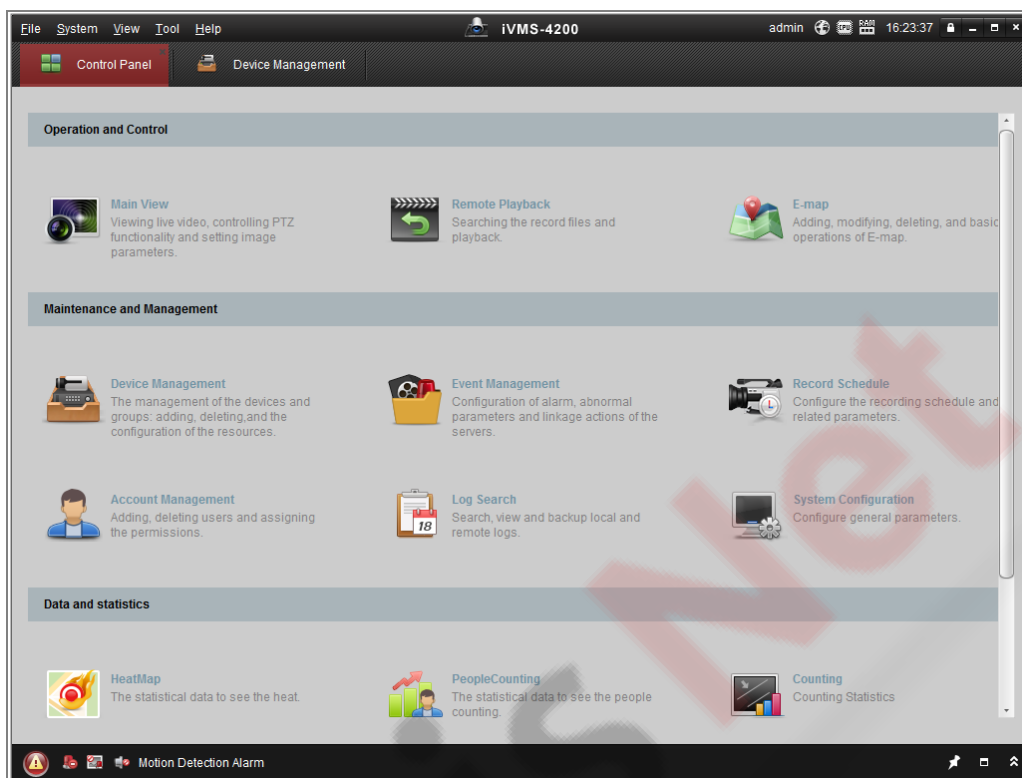 File System View Tool Help iVMS-4200 admin CPU RAM 16:23:37
Control Panel Device Management
Operation and Control
Main View
Viewing live video, controlling PTZ
functionality and setting image
parameters.
Remote Playback
Searching the record files and
playback.
E-map
Adding, modifying, deleting, and basic
operations of E-map.
Maintenance and Management
Device Management
The management of the devices and
groups: adding, deleting,and the
configuration of the resources.
Event Management
Configuration of alarm, abnormal
parameters and linkage actions of the
servers.
Record Schedule
Configure the recording schedule and
related parameters.
Account Management
Adding, deleting users and assigning
the permissions.
18
Log Search
Search, view and backup local and
remote logs.
System Configuration
Configure general parameters.
Data and statistics
HeatMap
The statistical data to see the heat.
PeopleCounting
The statistical data to see the people
counting.
Counting
Counting Statistics
Motion Detection Alarm
Net